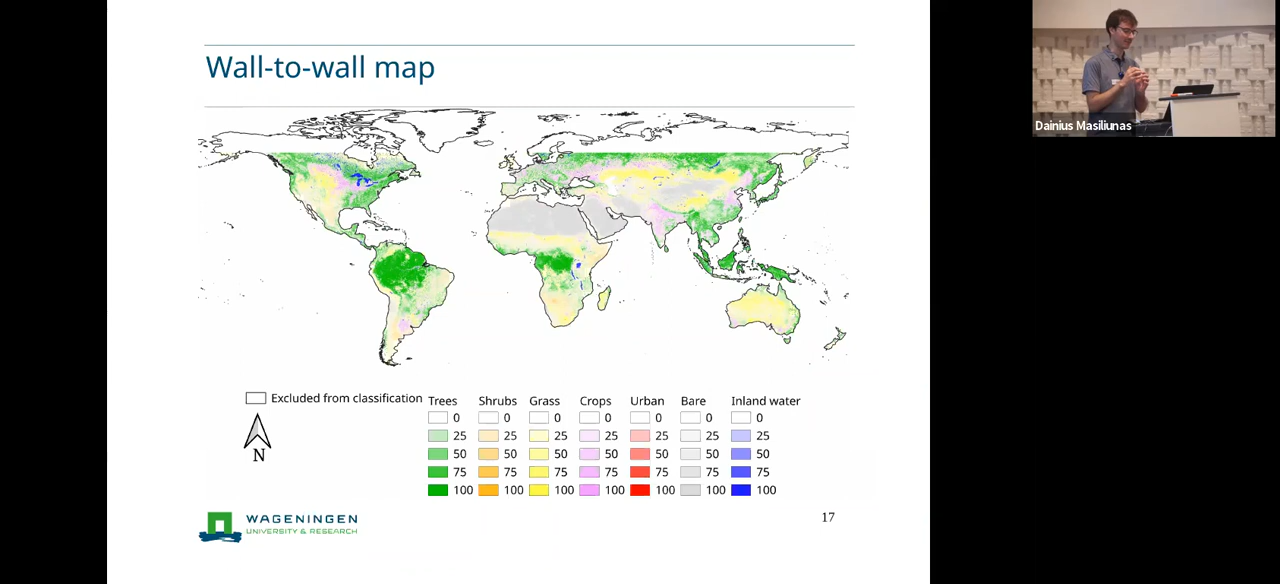 Wall-to-wall map
Excluded from classification
N
Trees Shrubs Grass Crops Urban Bare Inland water
0 0 0 0 0 0 0
25 25 25 25 25 25 25
50 50 50 50 50 50 50
75 75 75 75 75 75 75
100 100 100 100 100 100 100
WAGENINGEN
UNIVERSITY & RESEARCH
17
Dainius Masiliunas